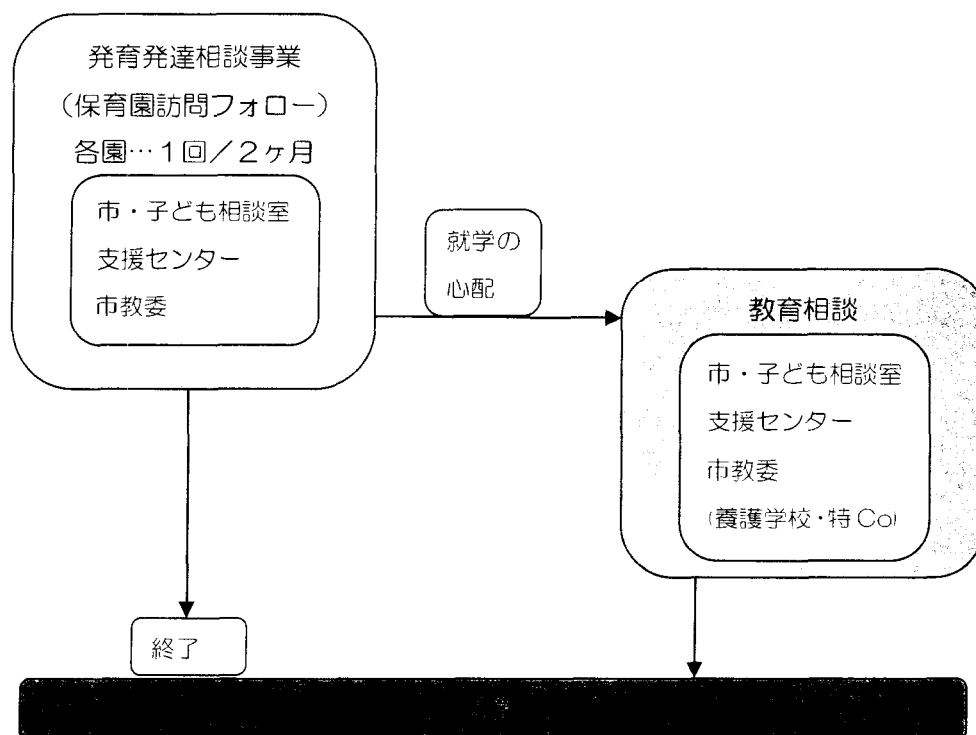 発育発達相談事業
（保育園訪問フォロー）
各園…１回／２ヶ月
市・子ども相談室
支援センター
市教委
就学の
心配
教育相談
市・子ども相談室
支援センター
市教委
(養護学校・特Co)
終了